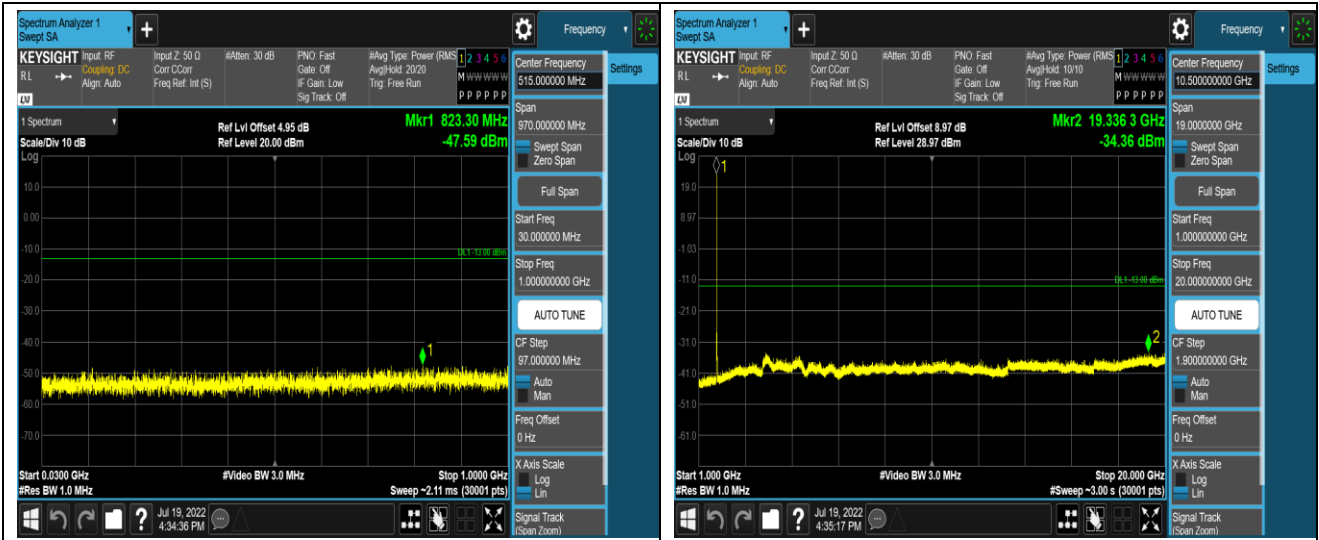 Spectrum Analyzer 1
Swept SA
+
Frequency
KEYSIGHT
RL
LXI
Input: RF
Coupling: DC
Align: Auto
Input Z: 50 Ω
Corr CCorr
Freq Ref: Int (S)
#Atten: 30 dB
PNO: Fast
Gate: Off
IF Gain: Low
Sig Track: Off
#Avg Type: Power (RMS
Avg|Hold: 20/20
Trig: Free Run
1 2 3 4 5 6
M W W W W W
P P P P P P
Settings
Center Frequency
515.000000 MHz
Span
970.000000 MHz
Swept Span
Zero Span
Full Span
Start Freq
30.000000 MHz
Stop Freq
1.000000000 GHz
AUTO TUNE
CF Step
97.000000 MHz
Auto
Man
Freq Offset
0 Hz
X Axis Scale
Log
Lin
Signal Track
(Span Zoom)
1 Spectrum
Scale/Div 10 dB
Log
Ref Lvl Offset 4.95 dB
Ref Level 20.00 dBm
Mkr1 823.30 MHz
-47.59 dBm
10.0
0.00
-10.0
DL1 -13.00 dBm
-20.0
-30.0
-40.0
1
-50.0
-60.0
-70.0
Start 0.0300 GHz
#Res BW 1.0 MHz
#Video BW 3.0 MHz
Stop 1.0000 GHz
Sweep ~2.11 ms (30001 pts)
?
Jul 19, 2022
4:34:36 PM
Spectrum Analyzer 1
Swept SA
+
Frequency
KEYSIGHT
RL
LXI
Input: RF
Coupling: DC
Align: Auto
Input Z: 50 Ω
Corr CCorr
Freq Ref: Int (S)
#Atten: 30 dB
PNO: Fast
Gate: Off
IF Gain: Low
Sig Track: Off
#Avg Type: Power (RMS
Avg|Hold: 10/10
Trig: Free Run
1 2 3 4 5 6
M W W W W W
P P P P P P
Settings
Center Frequency
10.500000000 GHz
Span
19.0000000 GHz
Swept Span
Zero Span
Full Span
Start Freq
1.000000000 GHz
Stop Freq
20.000000000 GHz
AUTO TUNE
CF Step
1.900000000 GHz
Auto
Man
Freq Offset
0 Hz
X Axis Scale
Log
Lin
Signal Track
(Span Zoom)
1 Spectrum
Scale/Div 10 dB
Log
Ref Lvl Offset 8.97 dB
Ref Level 28.97 dBm
Mkr2 19.336 3 GHz
-34.36 dBm
1
19.0
8.97
-1.03
-11.0
DL1 -13.00 dBm
-21.0
-31.0
2
-41.0
-51.0
-61.0
Start 1.000 GHz
#Res BW 1.0 MHz
#Video BW 3.0 MHz
Stop 20.000 GHz
#Sweep ~3.00 s (30001 pts)
?
Jul 19, 2022
4:35:17 PM